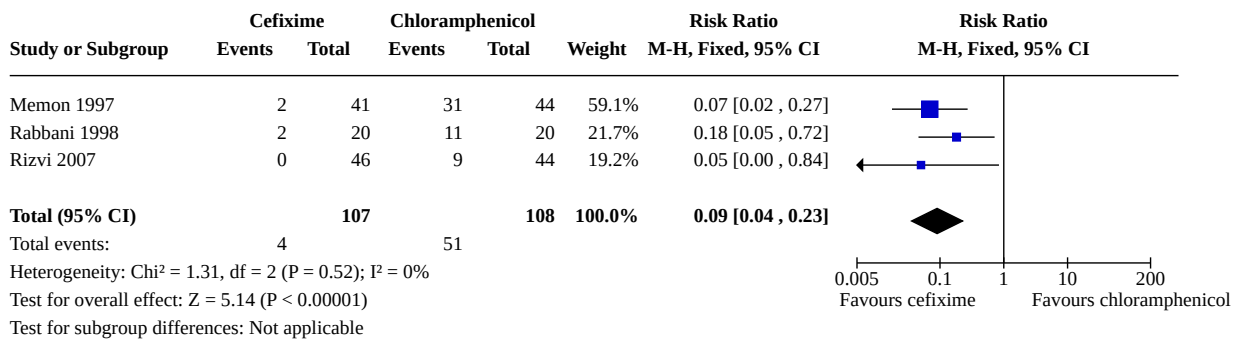 Cefixime Chloramphenicol Risk Ratio Risk Ratio
Study or Subgroup Events Total Events Total Weight M-H, Fixed, 95% CI M-H, Fixed, 95% CI
Memon 1997 2 41 31 44 59.1% 0.07 [0.02 , 0.27]
Rabbani 1998 2 20 11 20 21.7% 0.18 [0.05 , 0.72]
Rizvi 2007 0 46 9 44 19.2% 0.05 [0.00 , 0.84]
Total (95% CI) 107 108 100.0% 0.09 [0.04 , 0.23]
Total events: 4 51
Heterogeneity: Chi² = 1.31, df = 2 (P = 0.52); I² = 0%
0.005 0.1 1 10 200
Test for overall effect: Z = 5.14 (P < 0.00001)
Favours cefixime Favours chloramphenicol
Test for subgroup differences: Not applicable